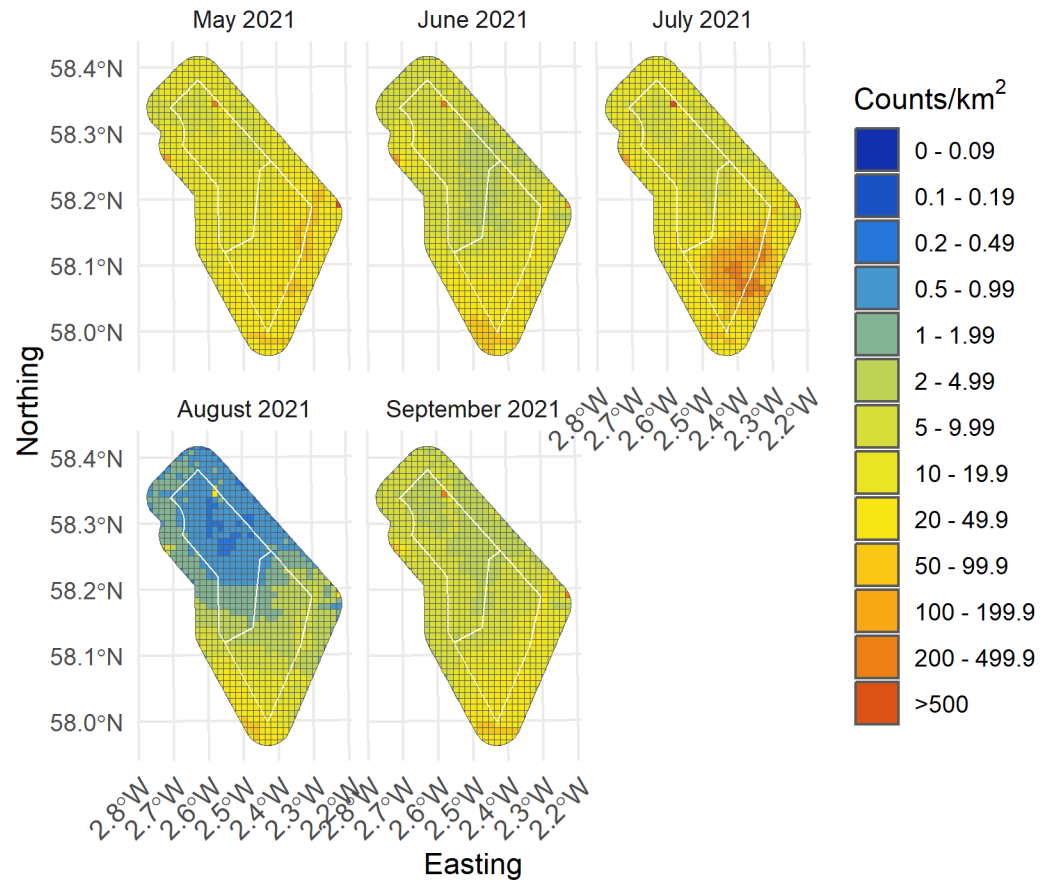 May 2021
June 2021
July 2021
58.4°N
58.3°N
58.2°N
58.1°N
58.0°N
2.8°W
2.7°W
2.6°W
2.5°W
2.4°W
2.3°W
2.2°W
August 2021
September 2021
58.4°N
58.3°N
58.2°N
58.1°N
58.0°N
2.8°W
2.7°W
2.6°W
2.5°W
2.4°W
2.3°W
2.2°W
2.8°W
2.7°W
2.6°W
2.5°W
2.4°W
2.3°W
2.2°W
Northing
Easting
Counts/km²
0 - 0.09
0.1 - 0.19
0.2 - 0.49
0.5 - 0.99
1 - 1.99
2 - 4.99
5 - 9.99
10 - 19.9
20 - 49.9
50 - 99.9
100 - 199.9
200 - 499.9
>500